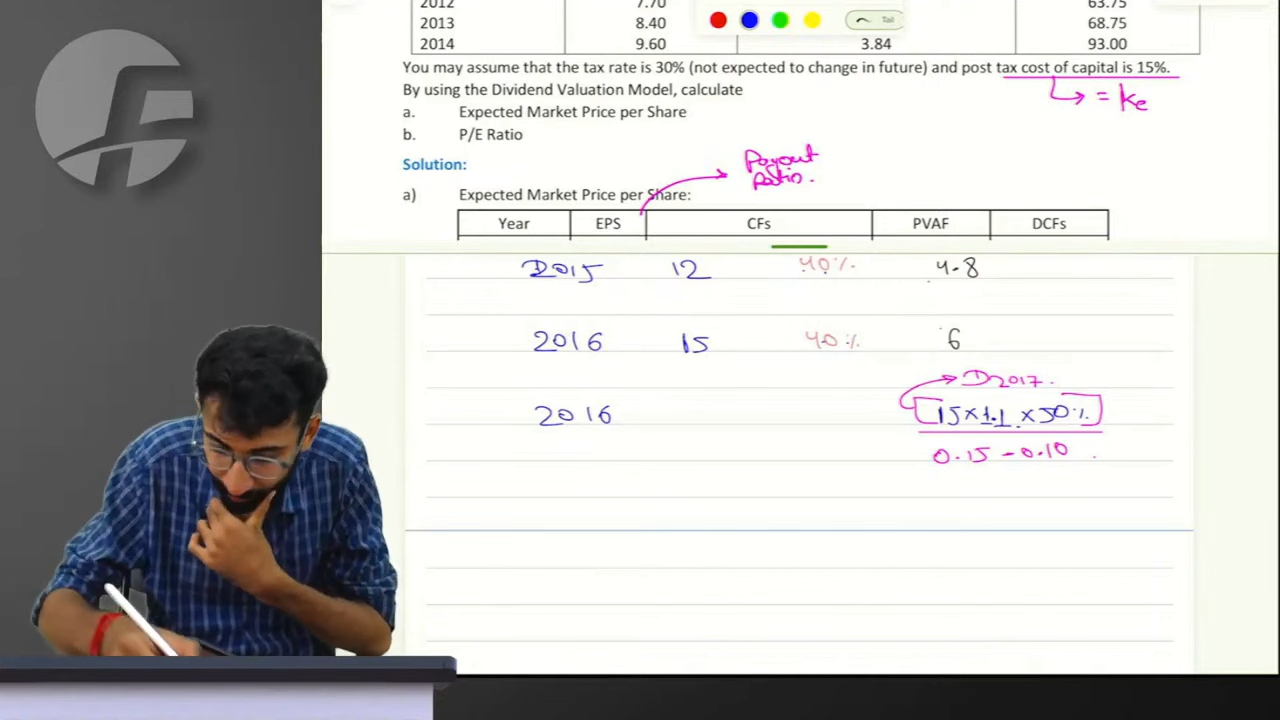 2012 7.70 63.75
Tail
2013 8.40 68.75
2014 9.60 3.84 93.00
You may assume that the tax rate is 30% (not expected to change in future) and post tax cost of capital is 15%.
= ke
By using the Dividend Valuation Model, calculate
a. Expected Market Price per Share
b. P/E Ratio
Solution:
Payout
Ratio.
a) Expected Market Price per Share:
Year EPS CFs PVAF DCFs
2015 12 40% 4.8
2016 15 40% 6
D2017.
2016 15×1.1×50%
0.15 - 0.10